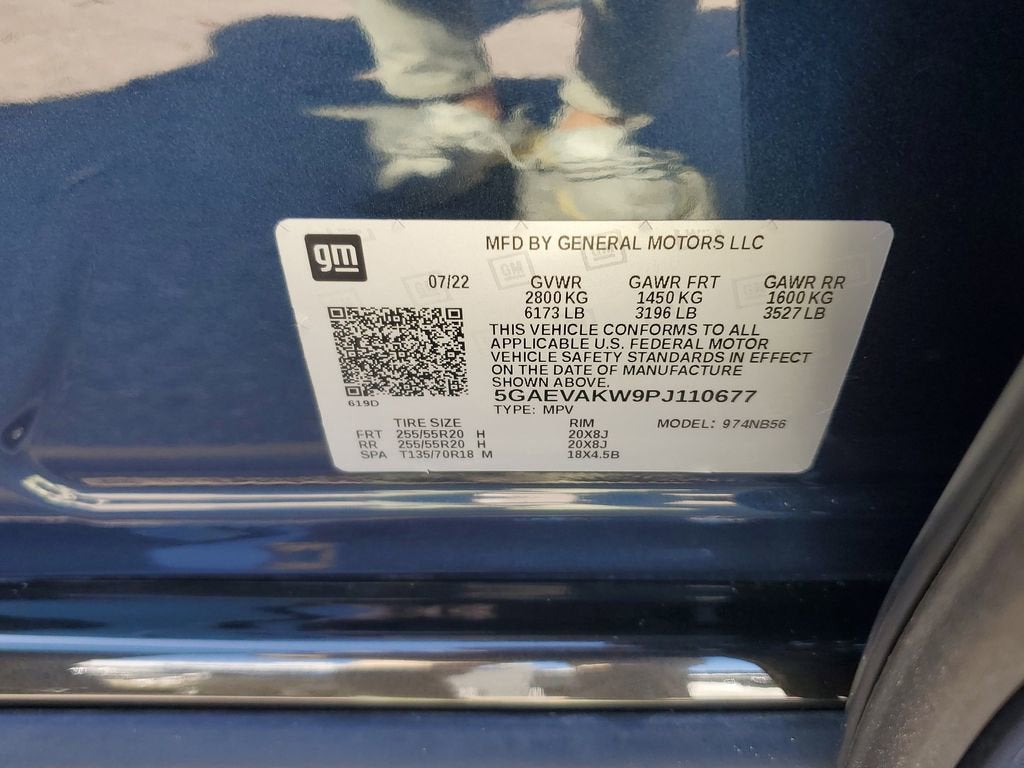 gm
MFD BY GENERAL MOTORS LLC
07/22 GVWR GAWR FRT GAWR RR
2800 KG 1450 KG 1600 KG
6173 LB 3196 LB 3527 LB
THIS VEHICLE CONFORMS TO ALL
APPLICABLE U.S. FEDERAL MOTOR
VEHICLE SAFETY STANDARDS IN EFFECT
ON THE DATE OF MANUFACTURE
SHOWN ABOVE.
619D
5GAEVAKW9PJ110677
TYPE: MPV
TIRE SIZE RIM MODEL: 974NB56
FRT 255/55R20 H 20X8J
RR 255/55R20 H 20X8J
SPA T135/70R18 M 18X4.5B